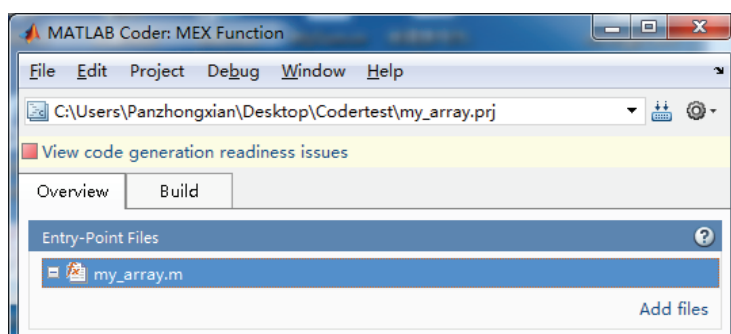 MATLAB Coder: MEX Function
File Edit Project Debug Window Help
C:\Users\Panzhongxian\Desktop\Codertest\my_array.prj
View code generation readiness issues
Overview Build
Entry-Point Files
my_array.m
Add files